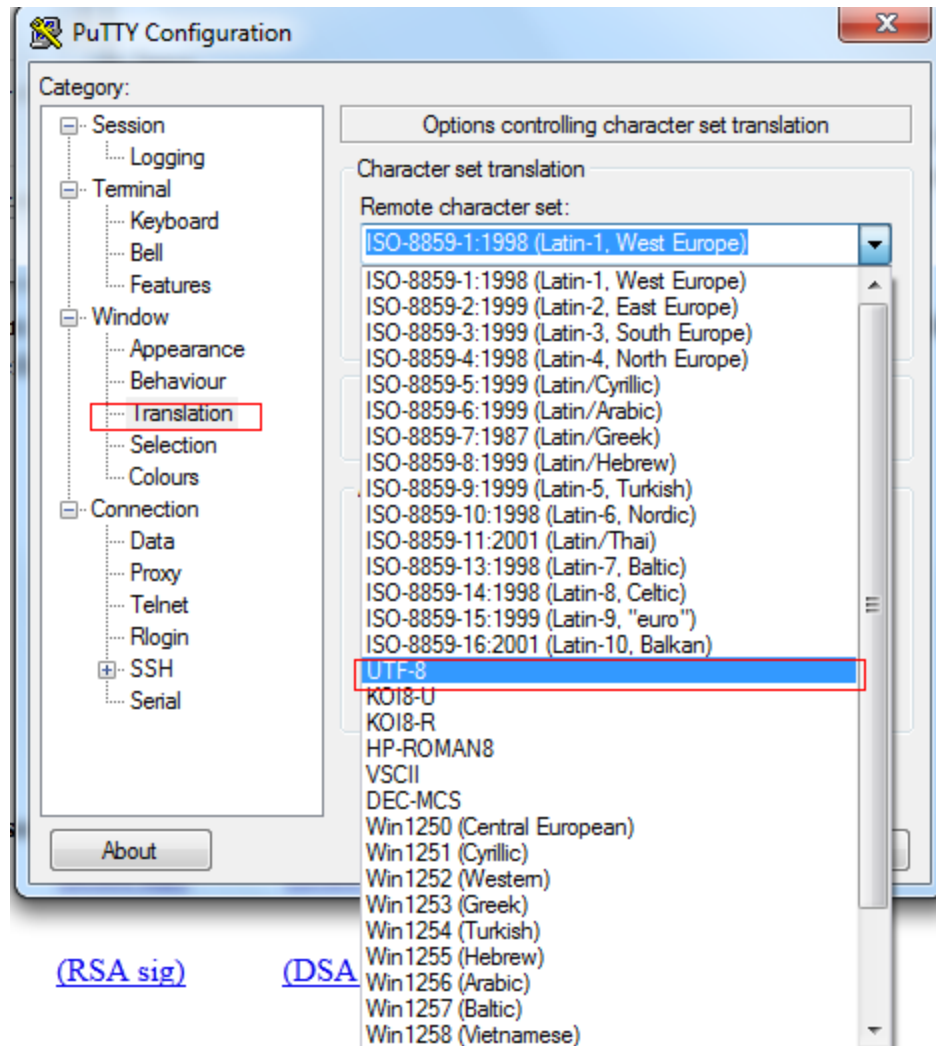 PuTTY Configuration
Category:
Session
Logging
Terminal
Keyboard
Bell
Features
Window
Appearance
Behaviour
Translation
Selection
Colours
Connection
Data
Proxy
Telnet
Rlogin
SSH
Serial
About
Options controlling character set translation
Character set translation
Remote character set:
ISO-8859-1:1998 (Latin-1, West Europe)
ISO-8859-1:1998 (Latin-1, West Europe)
ISO-8859-2:1999 (Latin-2, East Europe)
ISO-8859-3:1999 (Latin-3, South Europe)
ISO-8859-4:1998 (Latin-4, North Europe)
ISO-8859-5:1999 (Latin/Cyrillic)
ISO-8859-6:1999 (Latin/Arabic)
ISO-8859-7:1987 (Latin/Greek)
ISO-8859-8:1999 (Latin/Hebrew)
ISO-8859-9:1999 (Latin-5, Turkish)
ISO-8859-10:1998 (Latin-6, Nordic)
ISO-8859-11:2001 (Latin/Thai)
ISO-8859-13:1998 (Latin-7, Baltic)
ISO-8859-14:1998 (Latin-8, Celtic)
ISO-8859-15:1999 (Latin-9, "euro")
ISO-8859-16:2001 (Latin-10, Balkan)
UTF-8
KOI8-U
KOI8-R
HP-ROMAN8
VSCII
DEC-MCS
Win1250 (Central European)
Win1251 (Cyrillic)
Win1252 (Western)
Win1253 (Greek)
Win1254 (Turkish)
Win1255 (Hebrew)
Win1256 (Arabic)
Win1257 (Baltic)
Win1258 (Vietnamese)
(RSA sig) (DSA